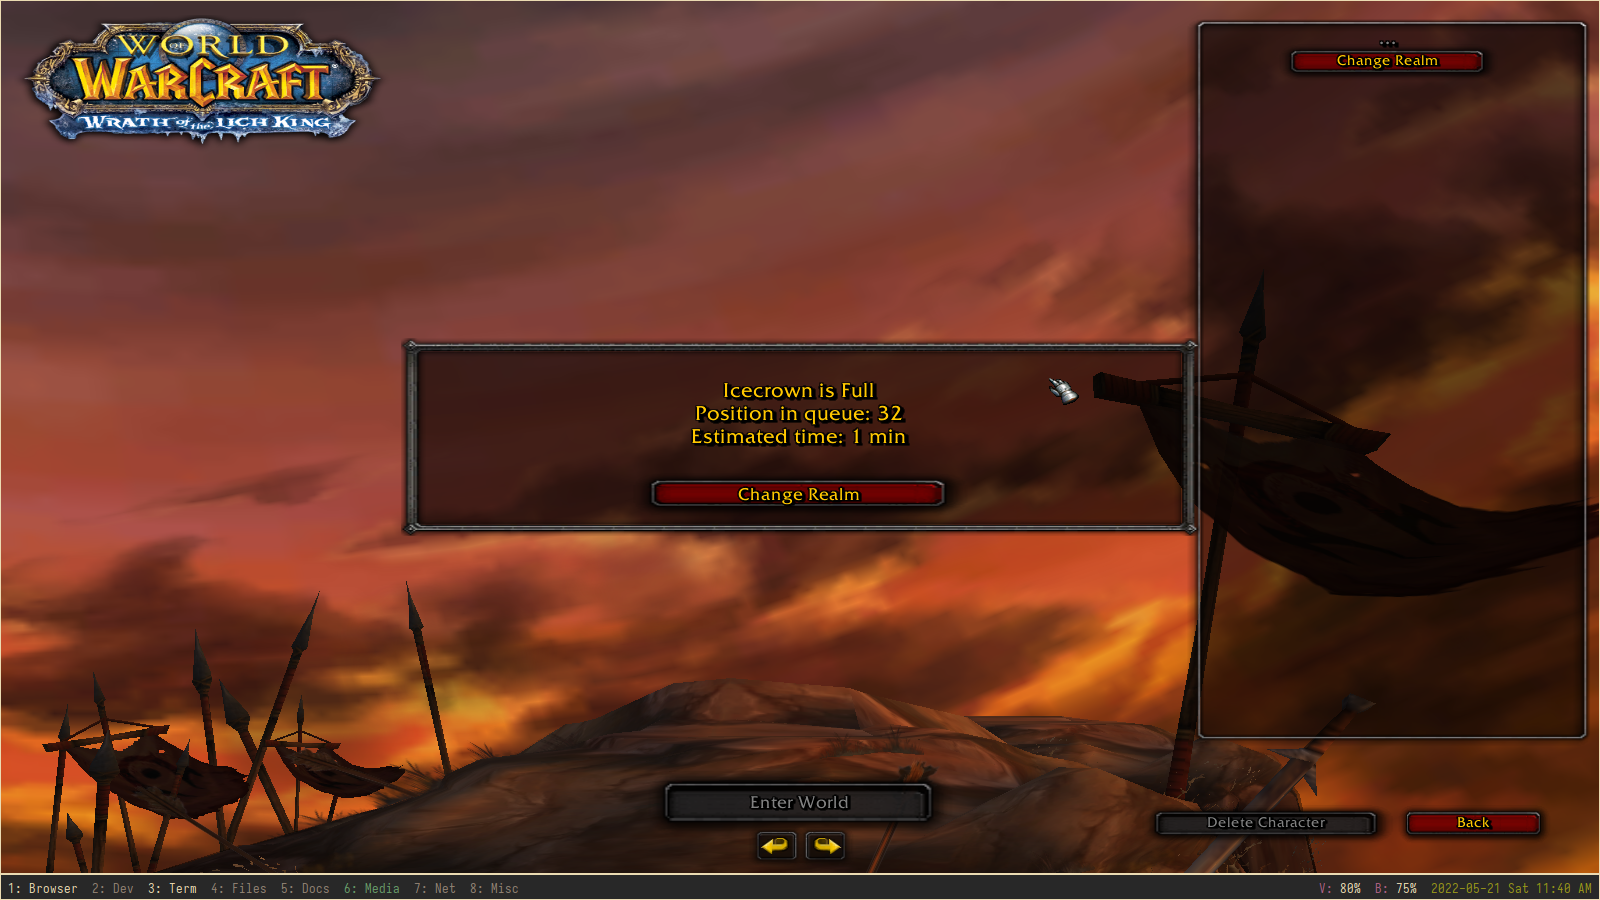 WORLD
OF
WARCRAFT
WRATH of the LICH KING
...
Change Realm
Icecrown is Full
Position in queue: 32
Estimated time: 1 min
Change Realm
Enter World
Delete Character
Back
1: Browser 2: Dev 3: Term 4: Files 5: Docs 6: Media 7: Net 8: Misc V: 80% B: 75% 2022-05-21 Sat 11:40 AM